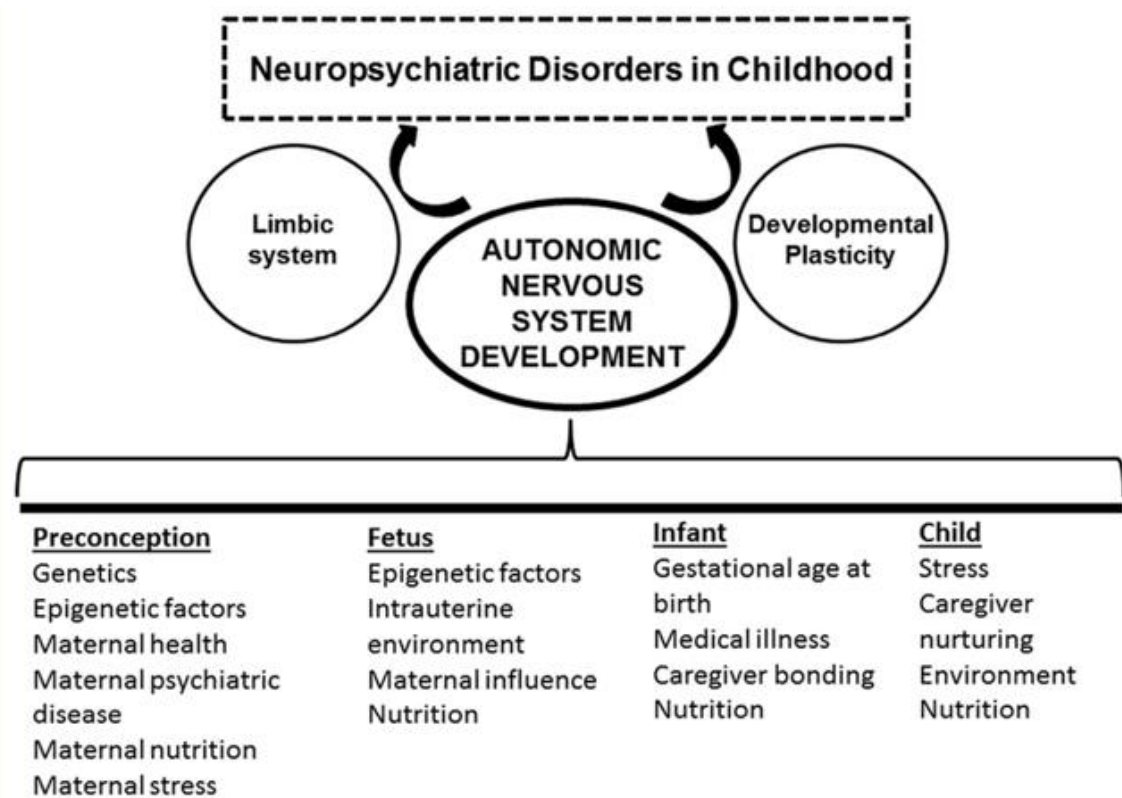 Neuropsychiatric Disorders in Childhood
Limbic
system
AUTONOMIC
NERVOUS
SYSTEM
DEVELOPMENT
Developmental
Plasticity
Preconception
Genetics
Epigenetic factors
Maternal health
Maternal psychiatric
disease
Maternal nutrition
Maternal stress
Fetus
Epigenetic factors
Intrauterine
environment
Maternal influence
Nutrition
Infant
Gestational age at
birth
Medical illness
Caregiver bonding
Nutrition
Child
Stress
Caregiver
nurturing
Environment
Nutrition